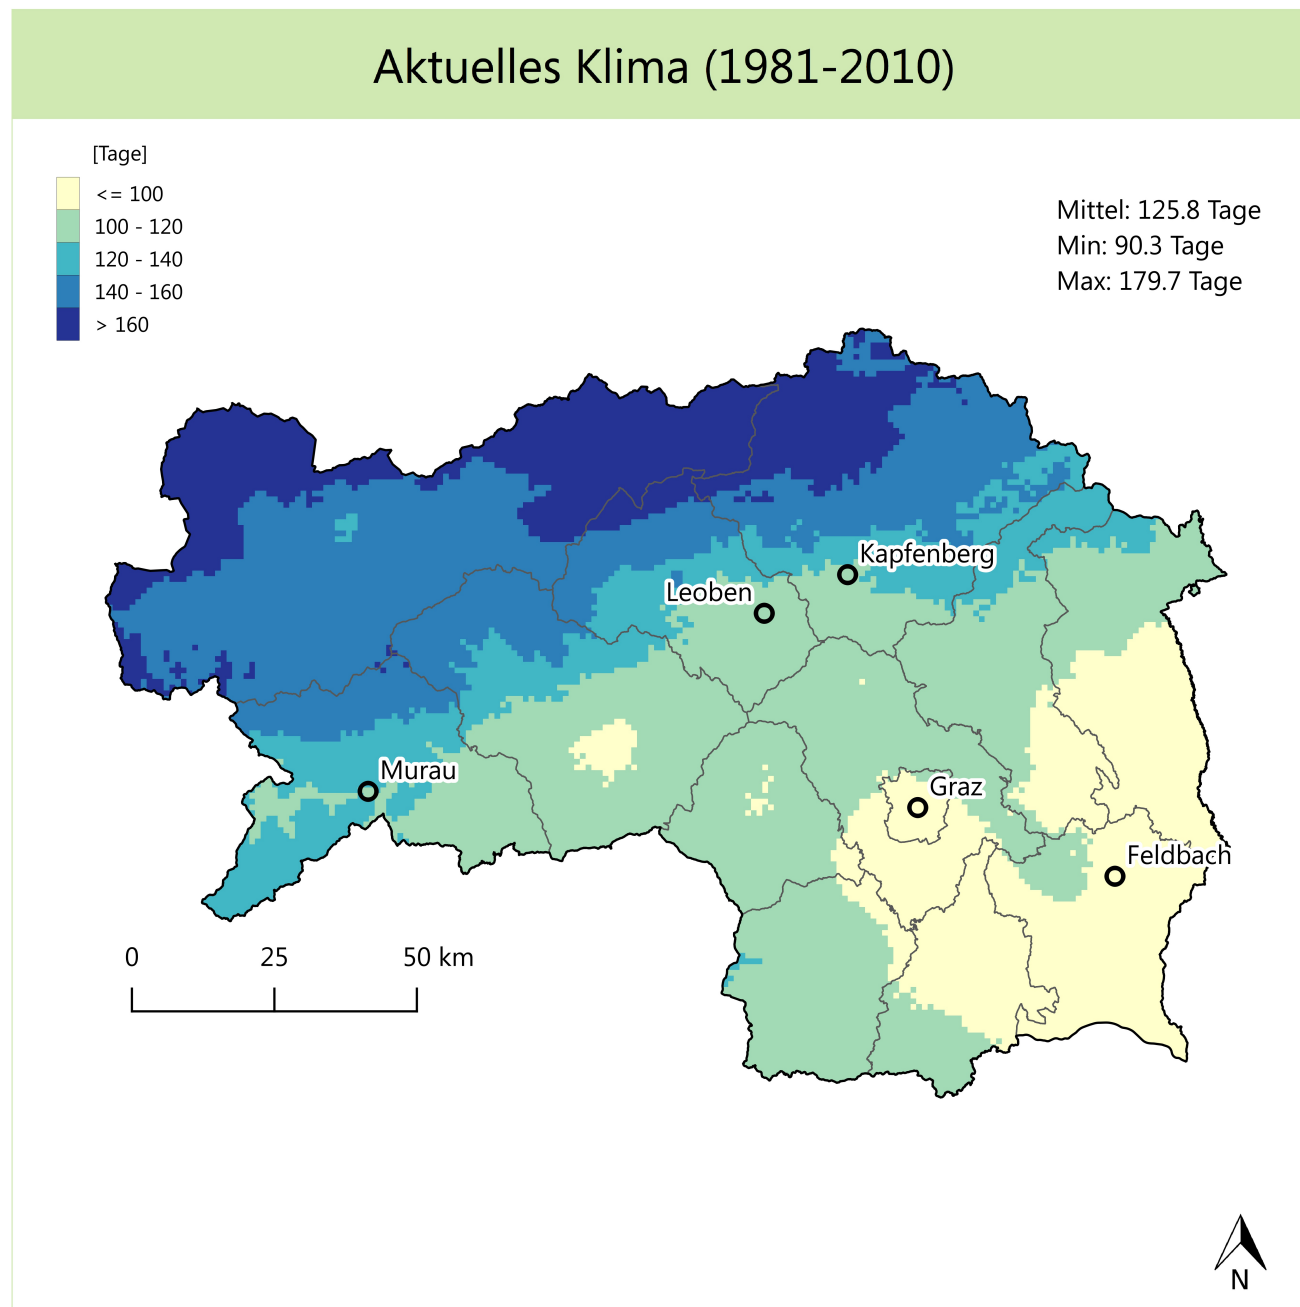 Aktuelles Klima (1981-2010)
[Tage]
<= 100
100 - 120
120 - 140
140 - 160
> 160
Mittel: 125.8 Tage
Min: 90.3 Tage
Max: 179.7 Tage
Kapfenberg
Leoben
Murau
Graz
Feldbach
0 25 50 km
N